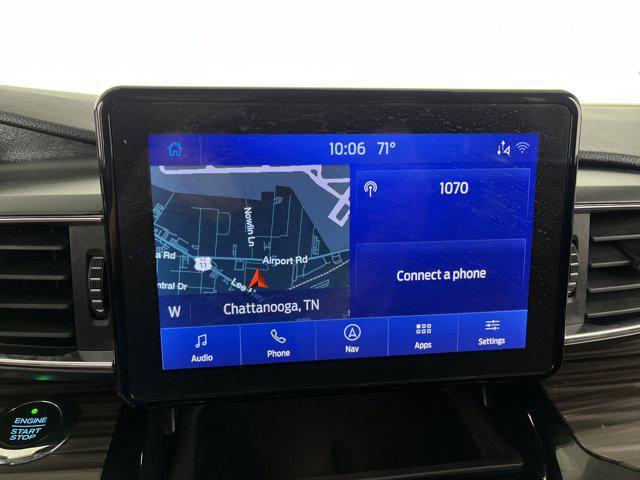 10:06 71°
1070
Nowlin Ln
Airport Rd
a Rd
11
Lee
ntral Dr
Connect a phone
W Chattanooga, TN
Audio Phone Nav Apps Settings
ENGINE
START
STOP